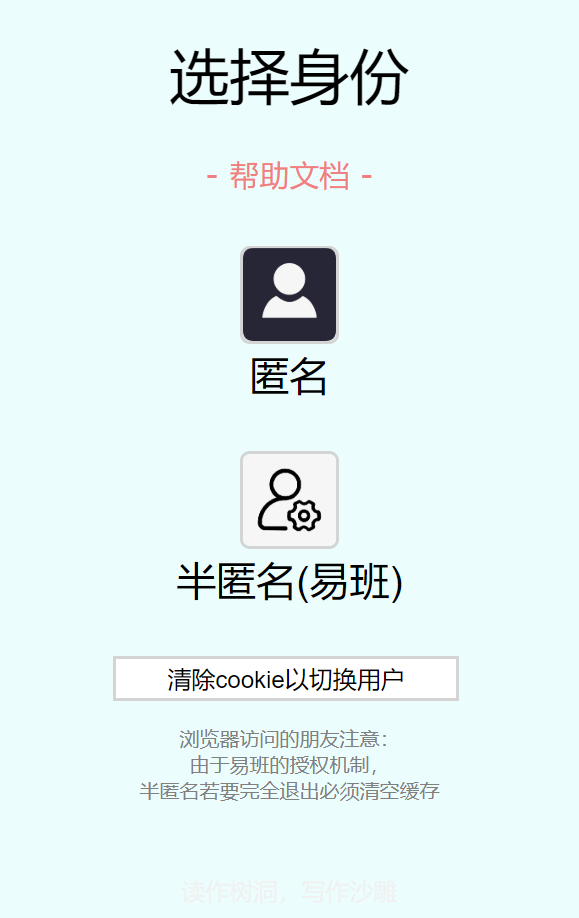 选择身份
- 帮助文档 -
匿名
半匿名(易班)
清除cookie以切换用户
浏览器访问的朋友注意：
由于易班的授权机制，
半匿名若要完全退出必须清空缓存
读作树洞，写作沙雕